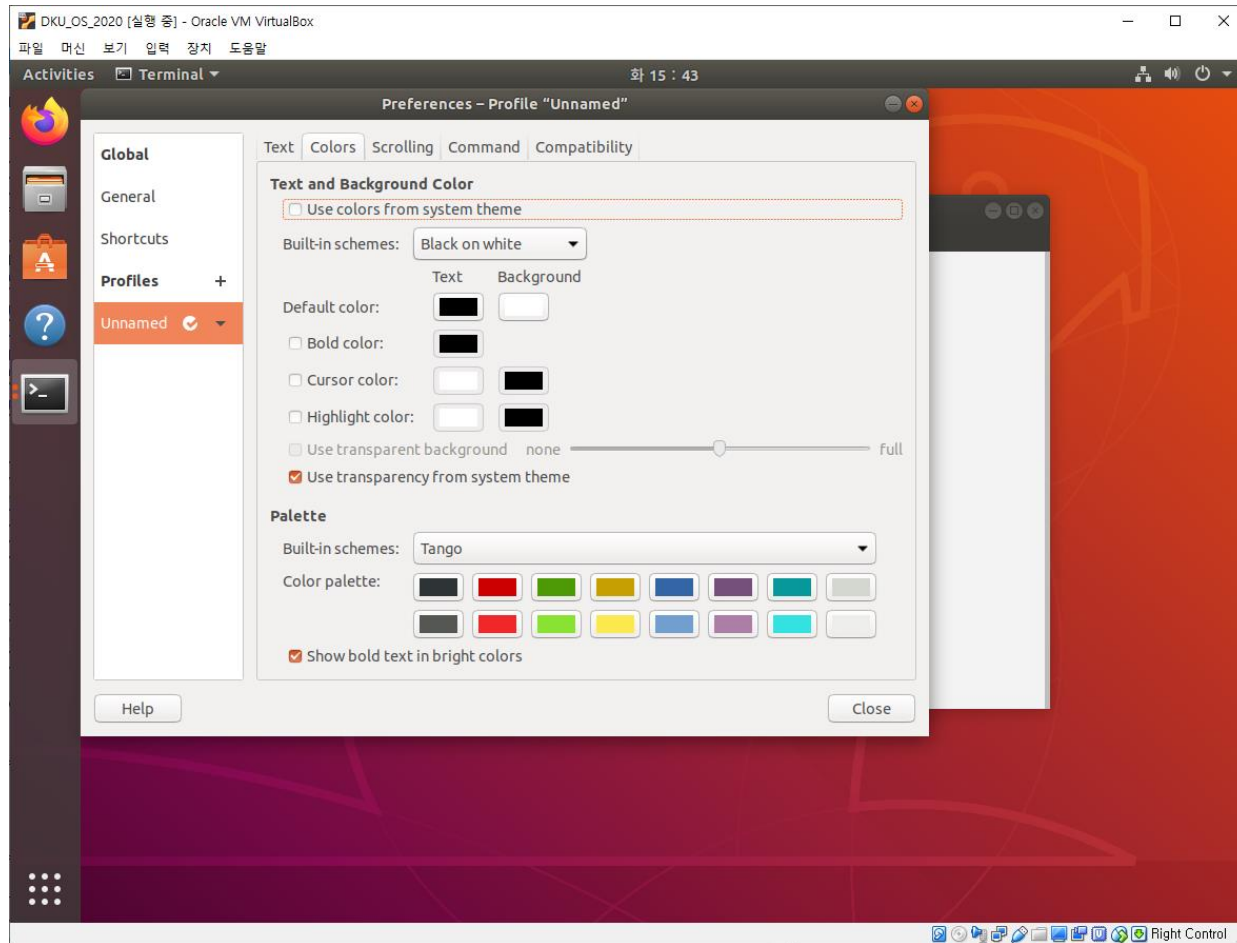 DKU_OS_2020 [실행 중] - Oracle VM VirtualBox
파일 머신 보기 입력 장치 도움말
Activities Terminal 화 15 : 43
Preferences – Profile “Unnamed”
Global
General
Shortcuts
Profiles +
Unnamed
Text Colors Scrolling Command Compatibility
Text and Background Color
Use colors from system theme
Built-in schemes: Black on white
Text Background
Default color:
Bold color:
Cursor color:
Highlight color:
Use transparent background none full
Use transparency from system theme
Palette
Built-in schemes: Tango
Color palette:
Show bold text in bright colors
Help Close
Right Control